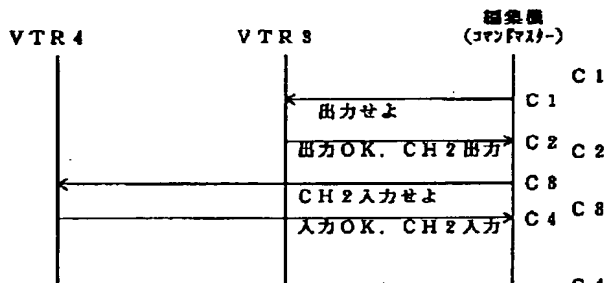 VTR4
VTR3
編集機
(コマンドマスター)
C1
C1
出力せよ
C2
C2
出力OK．CH2出力
C3
CH2入力せよ
C3
C4
入力OK．CH2入力